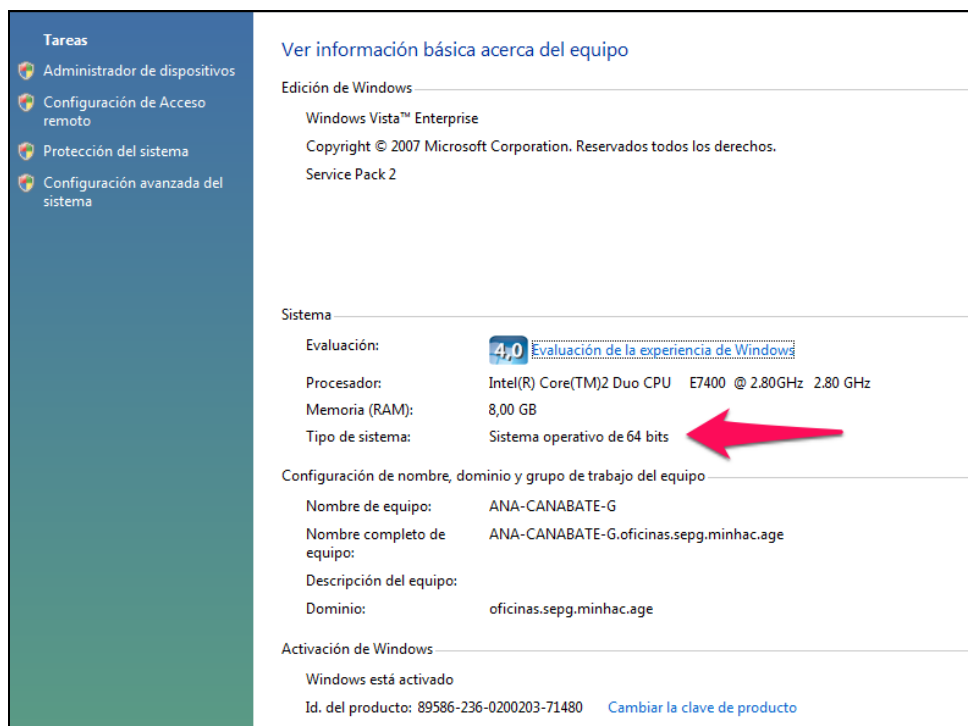 Tareas
Administrador de dispositivos
Configuración de Acceso
remoto
Protección del sistema
Configuración avanzada del
sistema
Ver información básica acerca del equipo
Edición de Windows
Windows Vista™ Enterprise
Copyright © 2007 Microsoft Corporation. Reservados todos los derechos.
Service Pack 2
Sistema
Evaluación: 4,0 Evaluación de la experiencia de Windows
Procesador: Intel(R) Core(TM)2 Duo CPU E7400 @ 2.80GHz 2.80 GHz
Memoria (RAM): 8,00 GB
Tipo de sistema: Sistema operativo de 64 bits
Configuración de nombre, dominio y grupo de trabajo del equipo
Nombre de equipo: ANA-CANABATE-G
Nombre completo de ANA-CANABATE-G.oficinas.sepg.minhac.age
equipo:
Descripción del equipo:
Dominio: oficinas.sepg.minhac.age
Activación de Windows
Windows está activado
Id. del producto: 89586-236-0200203-71480 Cambiar la clave de producto